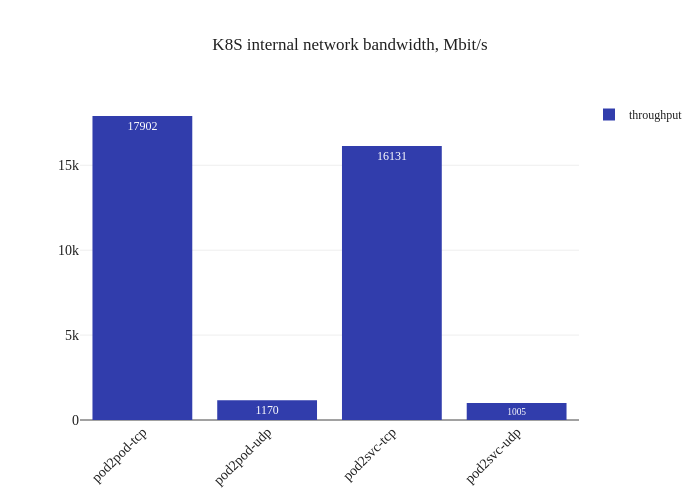 K8S internal network bandwidth, Mbit/s
throughput
17902
16131
1170
1005
15k
10k
5k
0
pod2pod-tcp
pod2pod-udp
pod2svc-tcp
pod2svc-udp